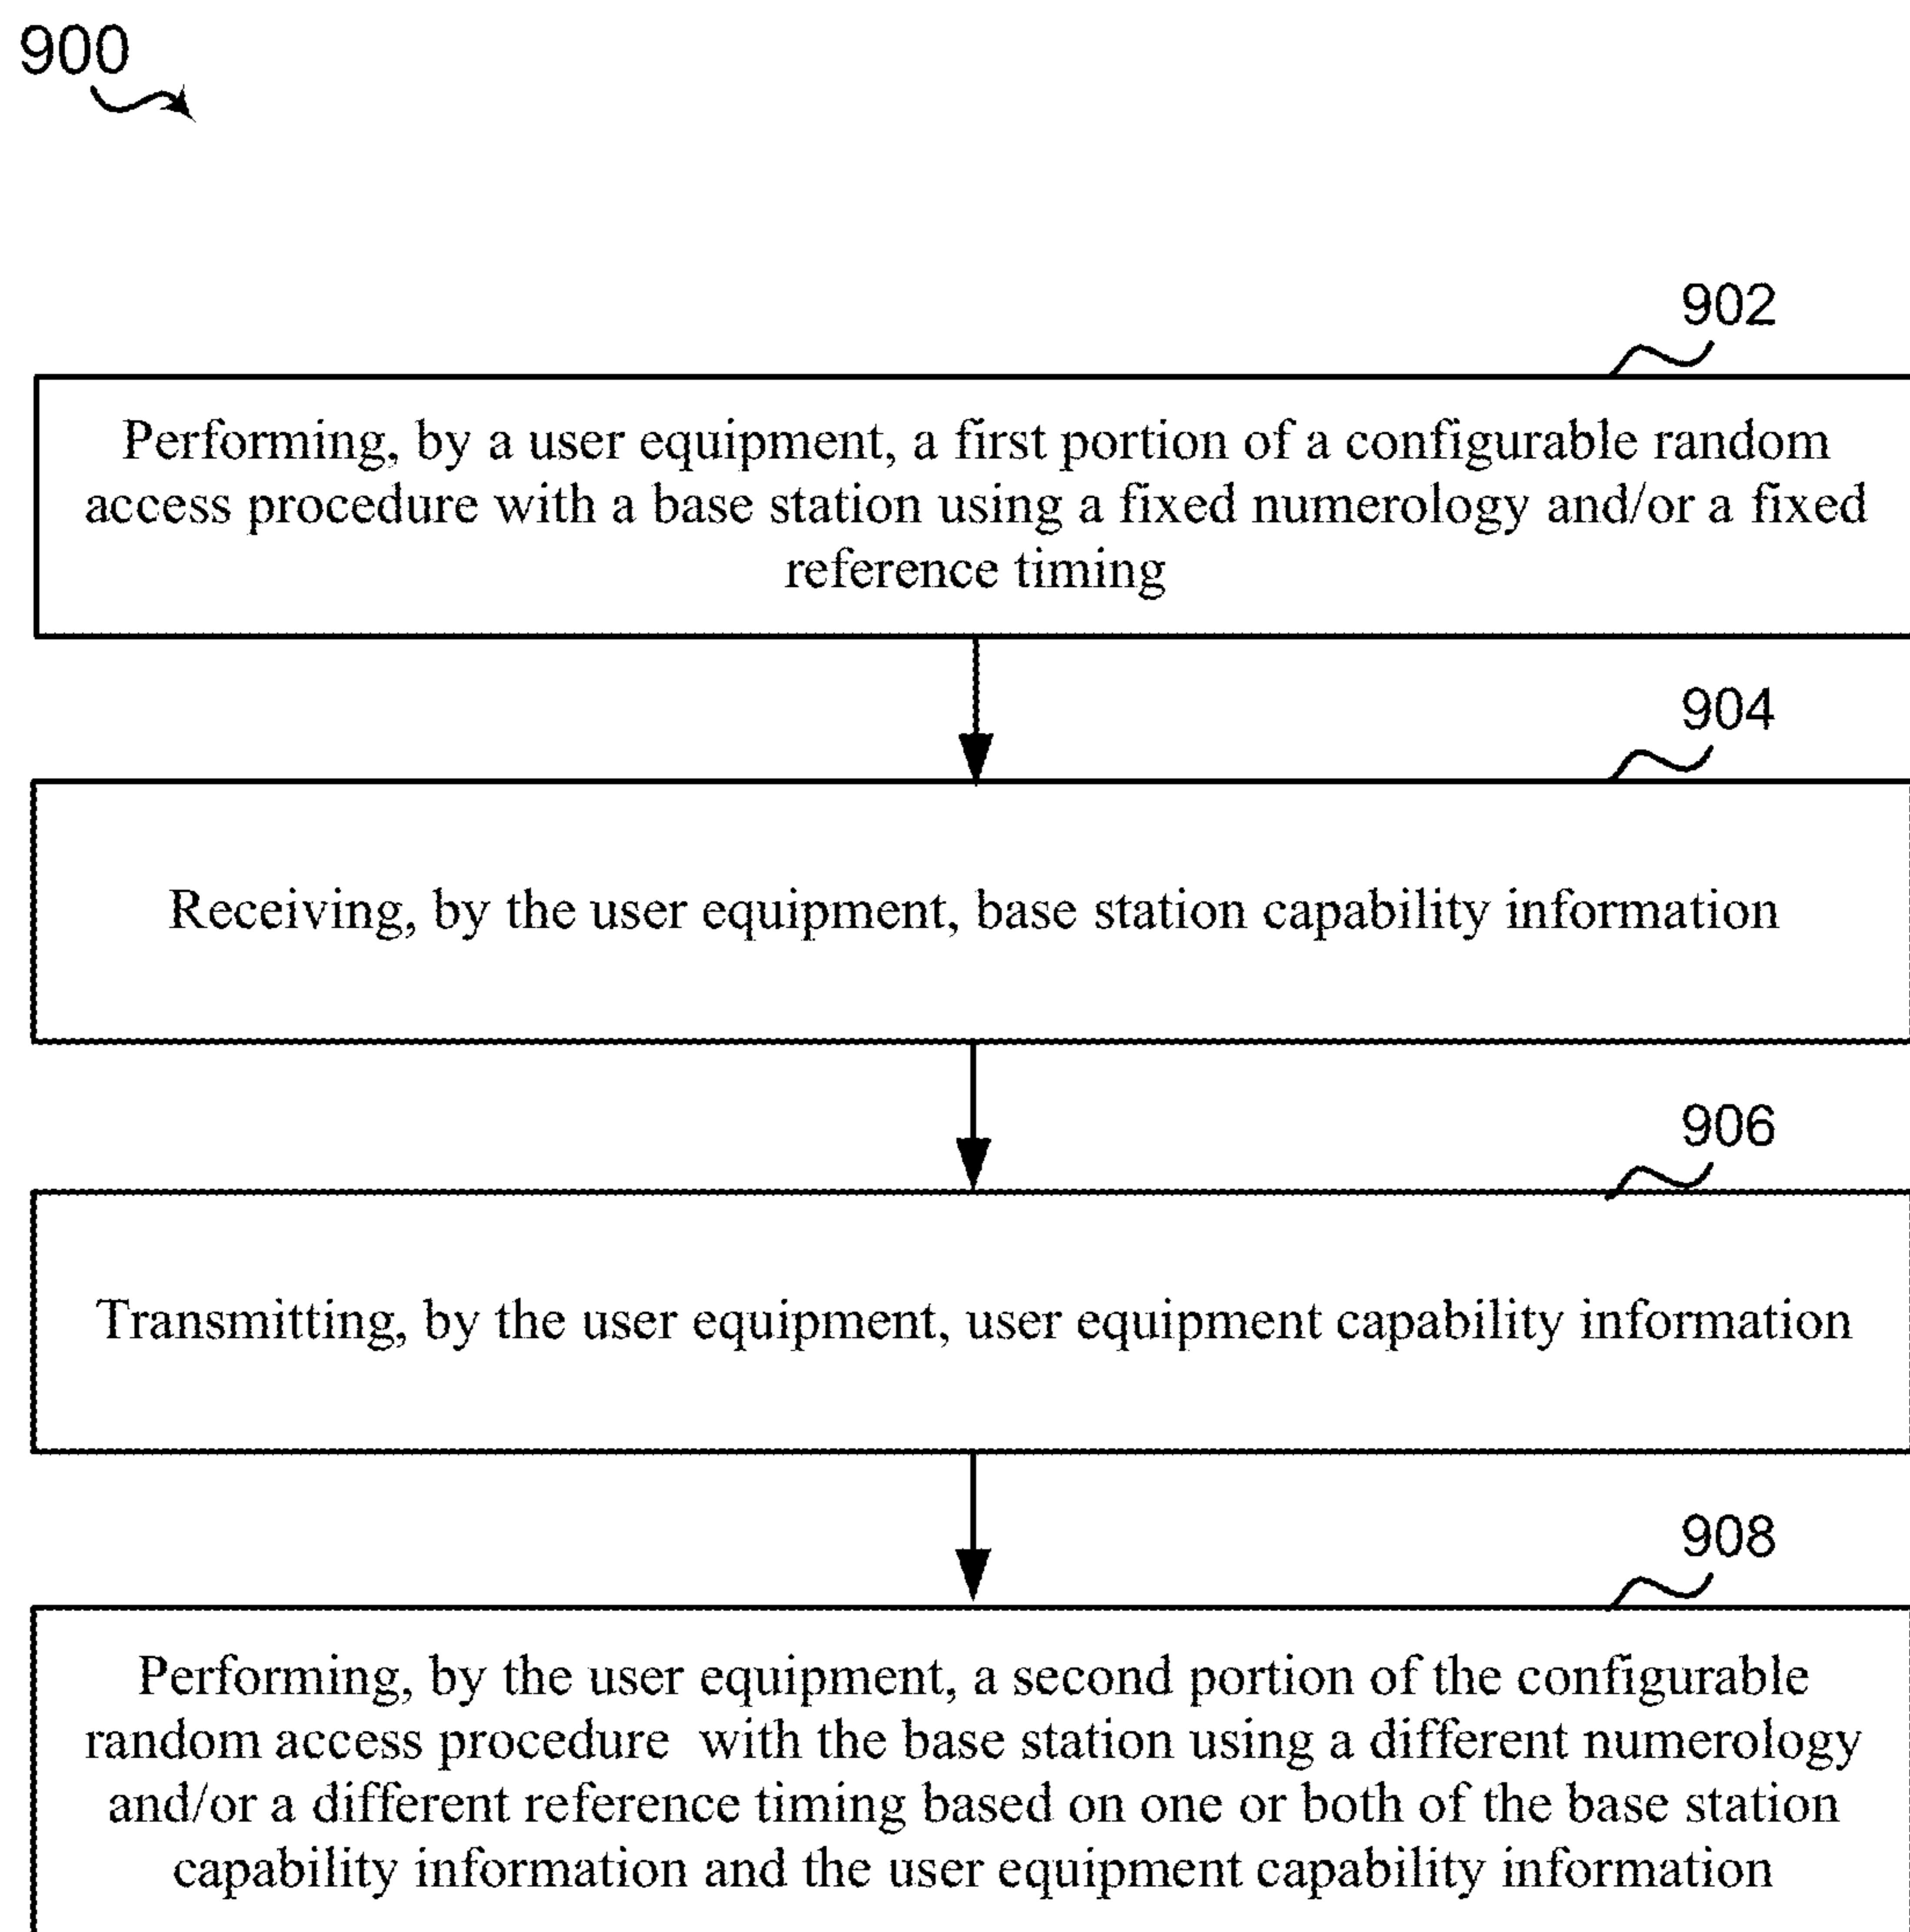 900
902
Performing, by a user equipment, a first portion of a configurable random
access procedure with a base station using a fixed numerology and/or a fixed
reference timing
904
Receiving, by the user equipment, base station capability information
906
Transmitting, by the user equipment, user equipment capability information
908
Performing, by the user equipment, a second portion of the configurable
random access procedure with the base station using a different numerology
and/or a different reference timing based on one or both of the base station
capability information and the user equipment capability information